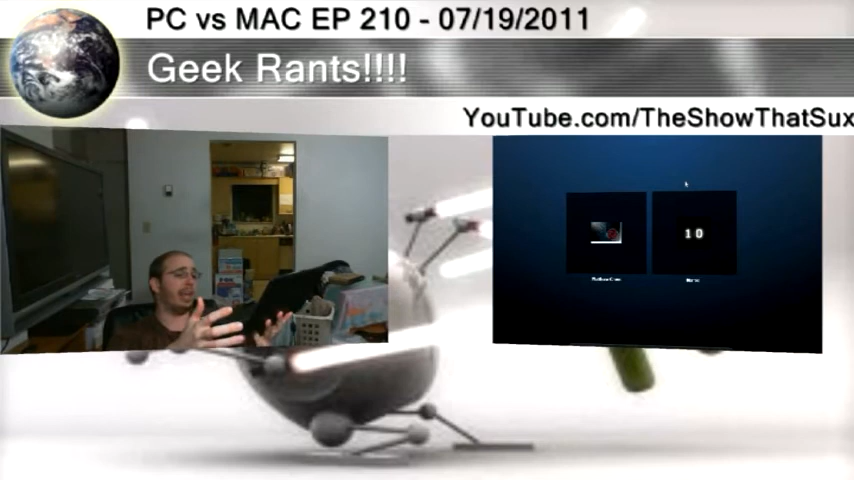 PC vs MAC EP 210 - 07/19/2011
Geek Rants!!!!
YouTube.com/TheShowThatSux
10